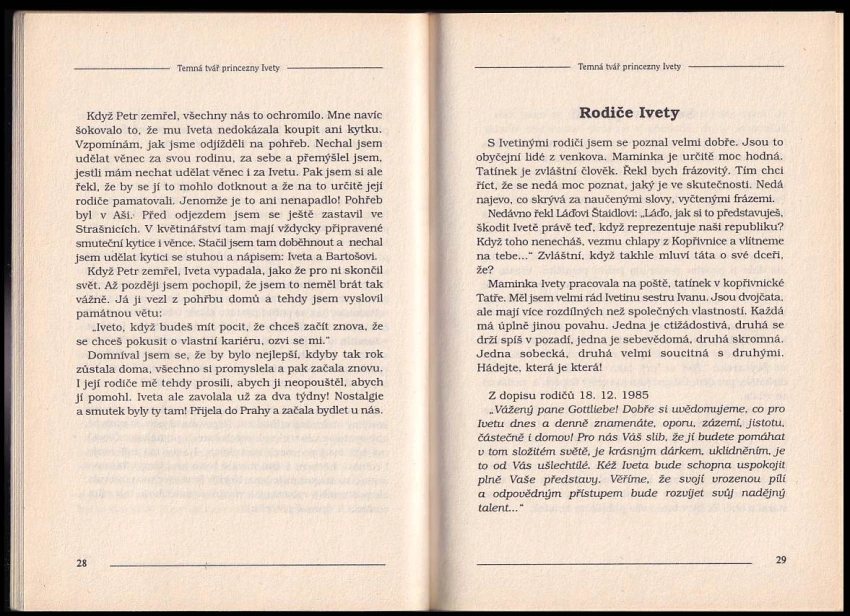 Temná tvář princezny Ivety
Když Petr zemřel, všechny nás to ochromilo. Mne navíc
šokovalo to, že mu Iveta nedokázala koupit ani kytku.
Vzpomínám, jak jsme odjížděli na pohřeb. Nechal jsem
udělat věnec za svou rodinu, za sebe a přemýšlel jsem,
jestli mám nechat udělat věnec i za Ivetu. Pak jsem si ale
řekl, že by se jí to mohlo dotknout a že na to určitě její
rodiče pamatovali. Jenomže je to ani nenapadlo! Pohřeb
byl v Aši. Před odjezdem jsem se ještě zastavil ve
Strašnicích. V květinářství tam mají vždycky připravené
smuteční kytice i věnce. Stačil jsem tam doběhnout a nechal
jsem udělat kytici se stuhou a nápisem: Iveta a Bartošovi.
Když Petr zemřel, Iveta vypadala, jako že pro ni skončil
svět. Až později jsem pochopil, že jsem to neměl brát tak
vážně. Já ji vezl z pohřbu domů a tehdy jsem vyslovil
památnou větu:
„Iveto, když budeš mít pocit, že chceš začít znova, že
se chceš pokusit o vlastní kariéru, ozvi se mi."
Domníval jsem se, že by bylo nejlepší, kdyby tak rok
zůstala doma, všechno si promyslela a pak začala znovu.
I její rodiče mě tehdy prosili, abych ji neopouštěl, abych
jí pomohl. Iveta ale zavolala už za dva týdny! Nostalgie
a smutek byly ty tam! Přijela do Prahy a začala bydlet u nás.
28
Temná tvář princezny Ivety
Rodiče Ivety
S Ivetinými rodiči jsem se poznal velmi dobře. Jsou to
obyčejní lidé z venkova. Maminka je určitě moc hodná.
Tatínek je zvláštní člověk. Řekl bych frázovitý. Tím chci
říct, že se nedá moc poznat, jaký je ve skutečnosti. Nedá
najevo, co skrývá za naučenými slovy, vyčtenými frázemi.
Nedávno řekl Láďovi Štaidlovi: „Láďo, jak si to představuješ,
škodit Ivetě právě teď, když reprezentuje naši republiku?
Když toho nenecháš, vezmu chlapy z Kopřivnice a vlítneme
na tebe..." Zvláštní, když takhle mluví táta o své dceři,
že?
Maminka Ivety pracovala na poště, tatínek v kopřivnické
Tatře. Měl jsem velmi rád Ivetinu sestru Ivanu. Jsou dvojčata,
ale mají více rozdílných než společných vlastností. Každá
má úplně jinou povahu. Jedna je ctižádostivá, druhá se
drží spíš v pozadí, jedna je sebevědomá, druhá skromná.
Jedna sobecká, druhá velmi soucitná s druhými.
Hádejte, která je která!
Z dopisu rodičů 18. 12. 1985
„Vážený pane Gottliebe! Dobře si uvědomujeme, co pro
Ivetu dnes a denně znamenáte, oporu, zázemí, jistotu,
částečně i domov! Pro nás Váš slib, že jí budete pomáhat
v tom složitém světě, je krásným dárkem, uklidněním, je
to od Vás ušlechtilé. Kéž Iveta bude schopna uspokojit
plně Vaše představy. Věříme, že svojí vrozenou pílí
a odpovědným přístupem bude rozvíjet svůj nadějný
talent..."
29